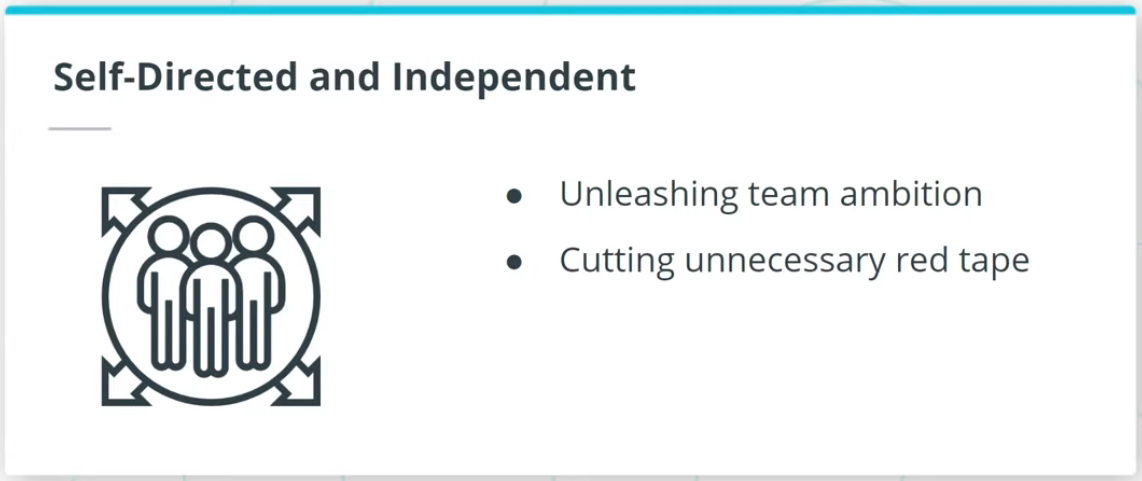 Self-Directed and Independent
● Unleashing team ambition
● Cutting unnecessary red tape